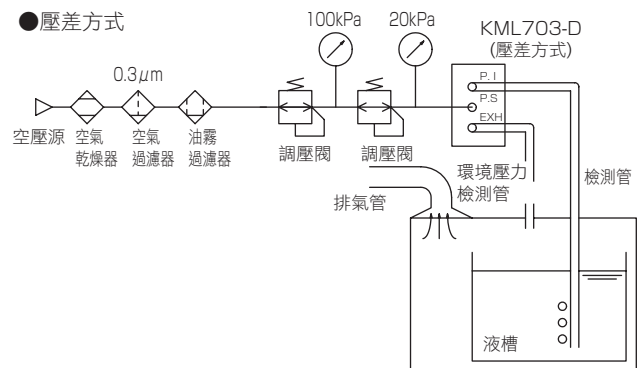 ●壓差方式
100kPa
20kPa
KML703-D
(壓差方式)
0.3μm
P. I
P.S
EXH
空壓源
空氣
乾燥器
空氣
過濾器
油霧
過濾器
調壓閥
調壓閥
環境壓力
檢測管
檢測管
排氣管
液槽